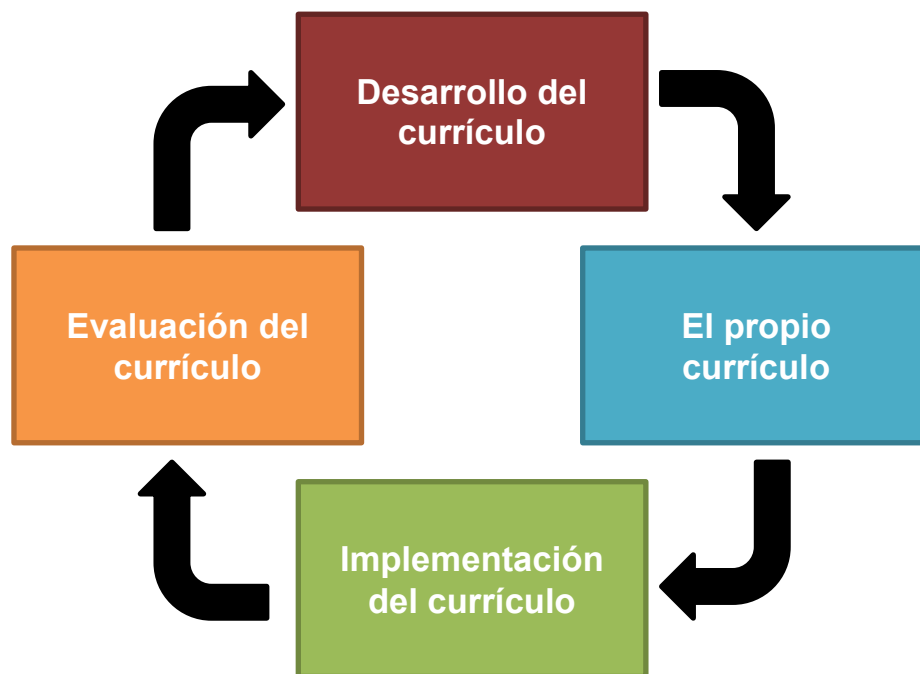 Desarrollo del
currículo
El propio
currículo
Implementación
del currículo
Evaluación del
currículo